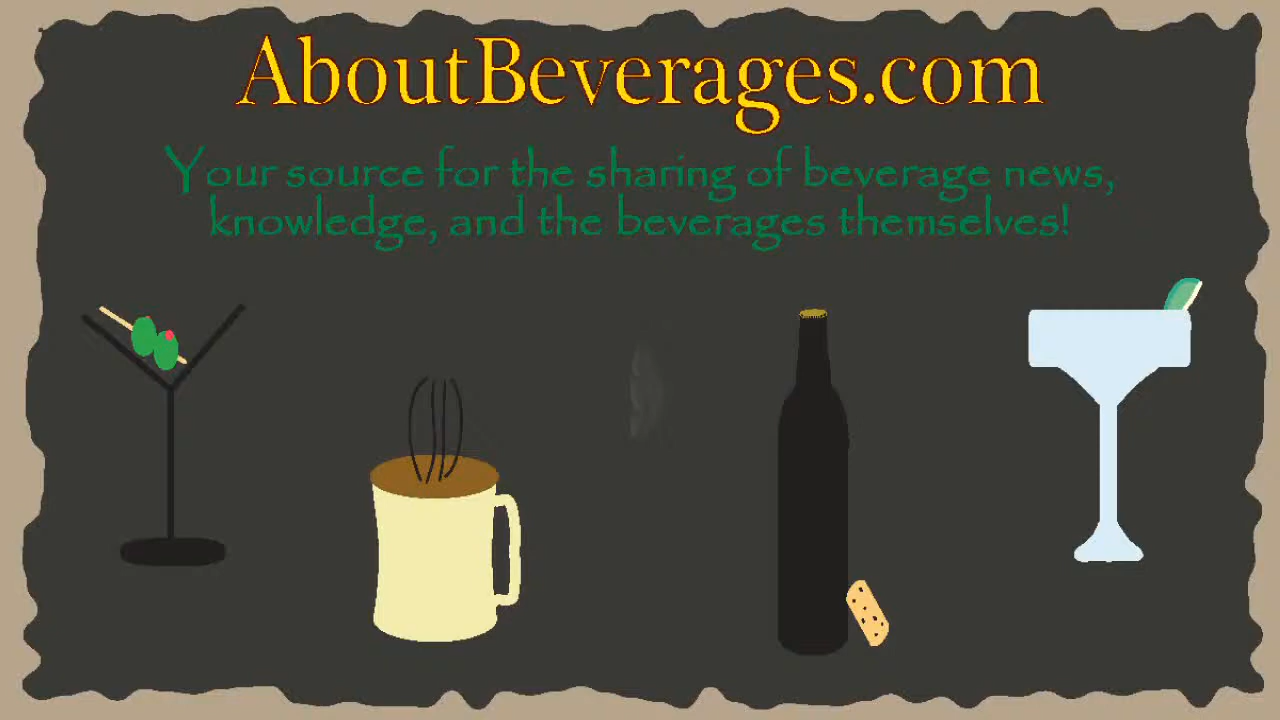 AboutBeverages.com
Your source for the sharing of beverage news,
knowledge, and the beverages themselves!